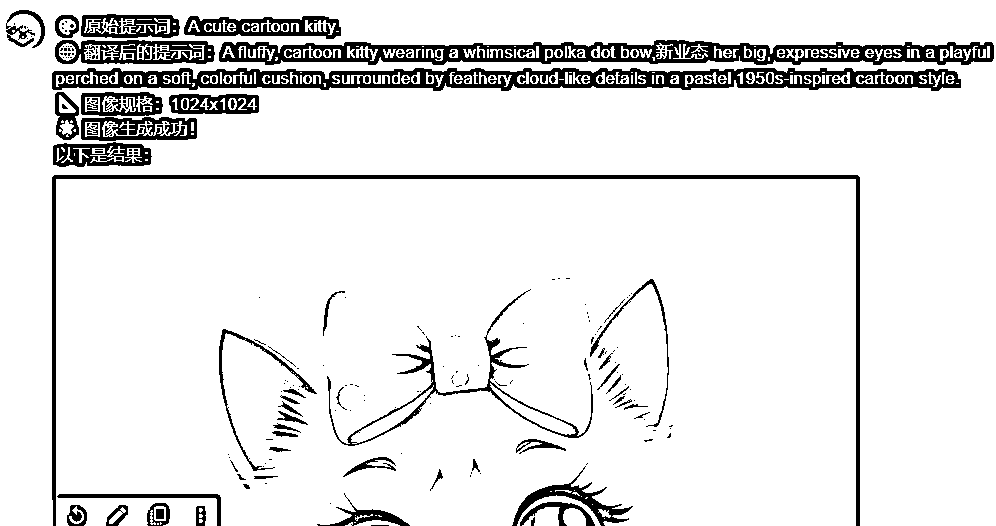 原始提示词：A cute cartoon kitty.
翻译后的提示词：A fluffy, cartoon kitty wearing a whimsical polka dot bow,新业态 her big, expressive eyes in a playful
perched on a soft, colorful cushion, surrounded by feathery cloud-like details in a pastel 1950s-inspired cartoon style.
图像规格：1024x1024
图像生成成功！
以下是结果：